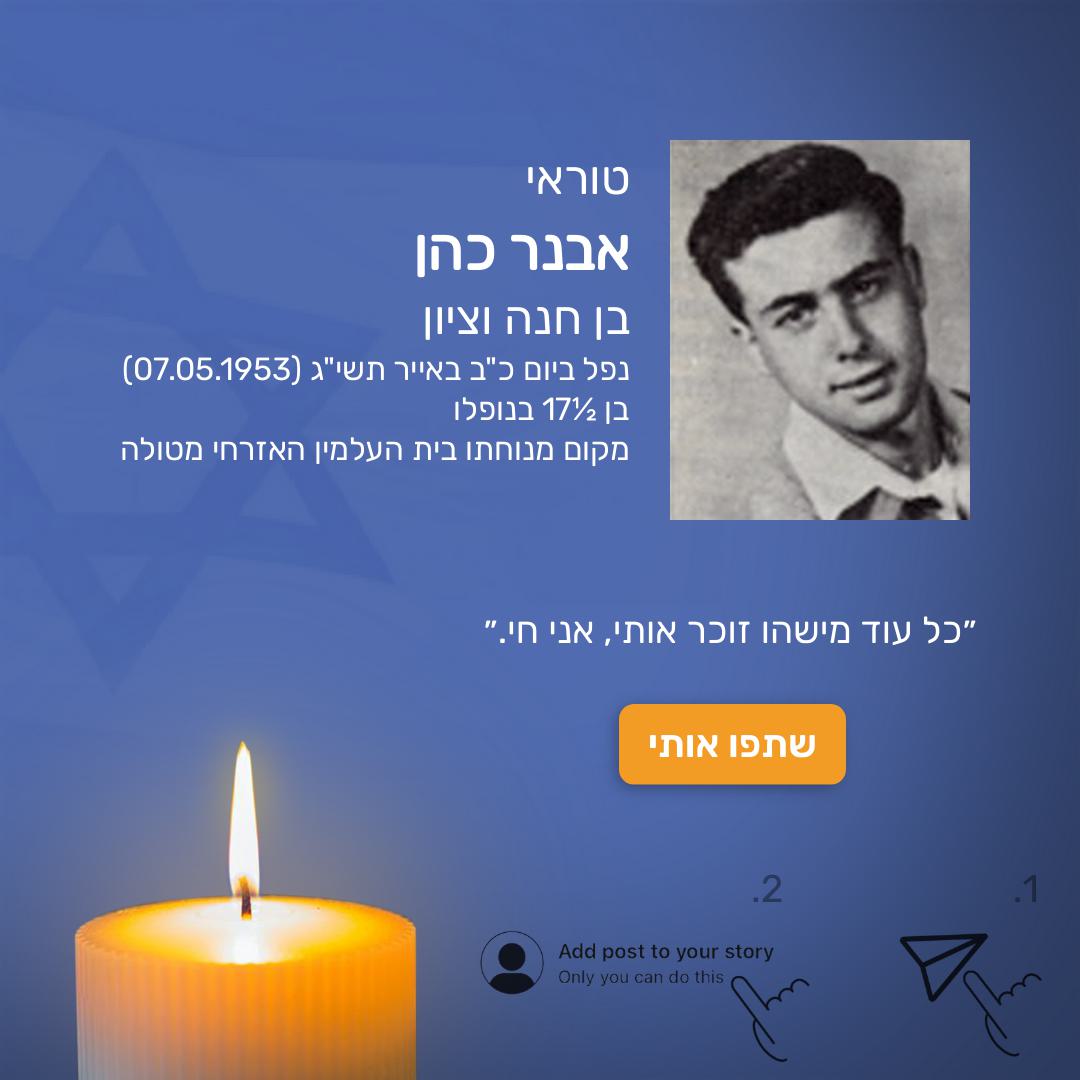 טוראי
אבנר כהן
בן חנה וציון
נפל ביום כ"ב באייר תשי"ג (07.05.1953)
בן 17½ בנופלו
מקום מנוחתו בית העלמין האזרחי מטולה
״כל עוד מישהו זוכר אותי, אני חי.״
שתפו אותי
1.
2.
Add post to your story
Only you can do this